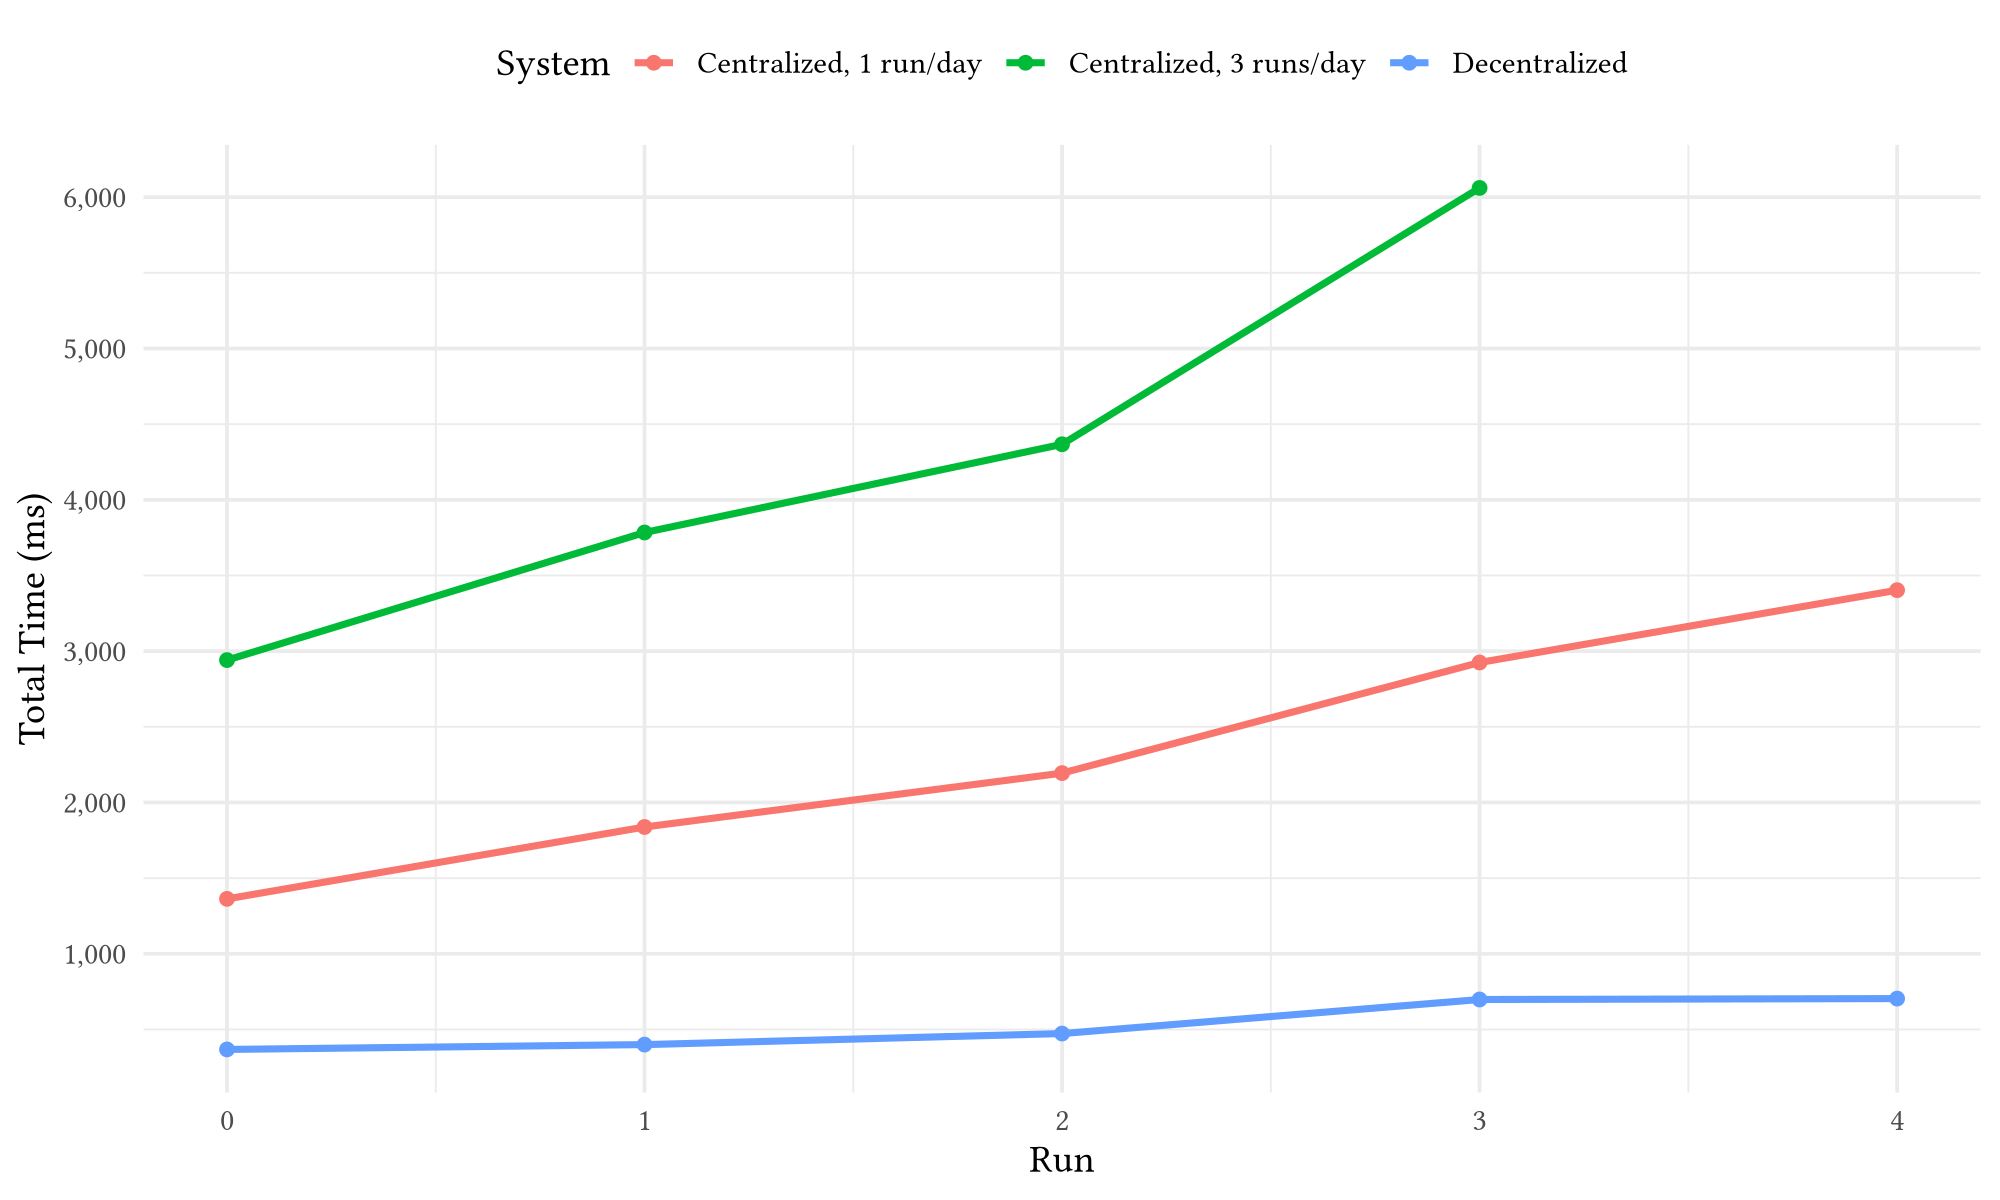 System Centralized, 1 run/day Centralized, 3 runs/day Decentralized
Total Time (ms)
6,000
5,000
4,000
3,000
2,000
1,000
0 1 2 3 4
Run